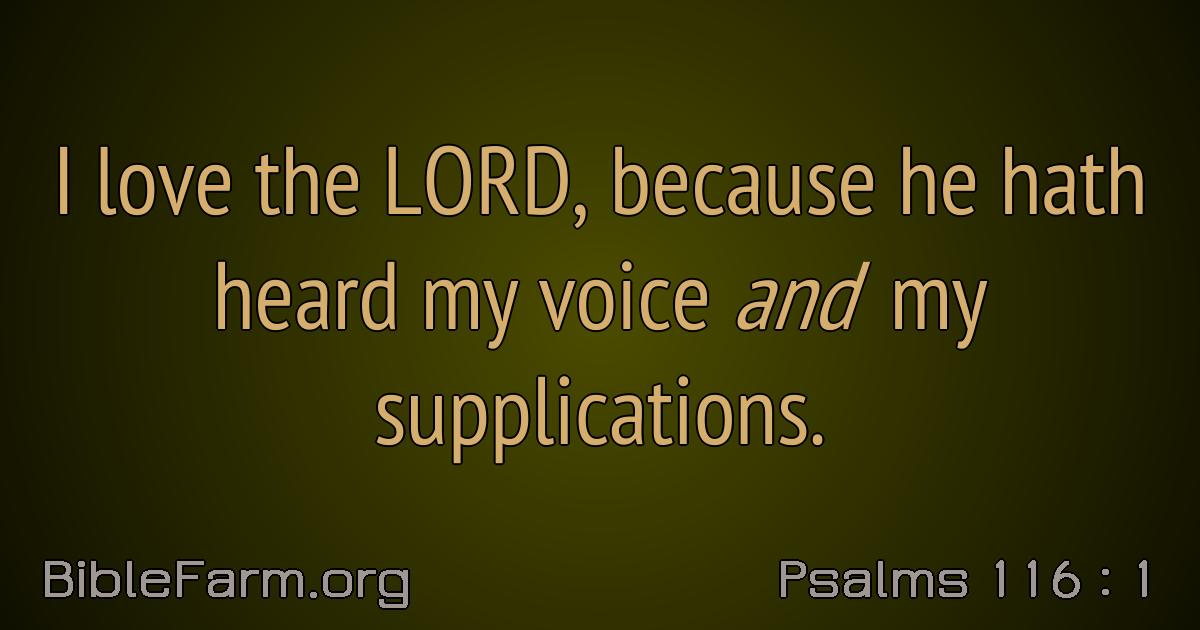 I love the LORD, because he hath
heard my voice and my
supplications.
BibleFarm.org
Psalms 116 : 1